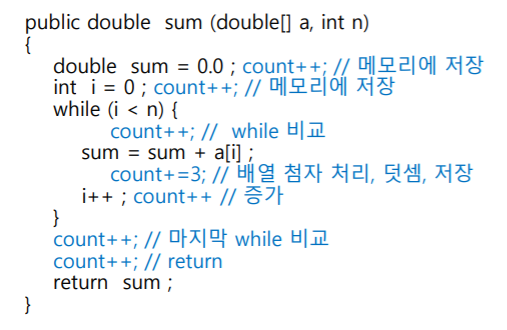 public double sum (double[] a, int n)
{
double sum = 0.0 ; count++; // 메모리에 저장
int i = 0 ; count++; // 메모리에 저장
while (i < n) {
count++; // while 비교
sum = sum + a[i] ;
count+=3; // 배열 첨자 처리, 덧셈, 저장
i++ ; count++ // 증가
}
count++; // 마지막 while 비교
count++; // return
return sum ;
}